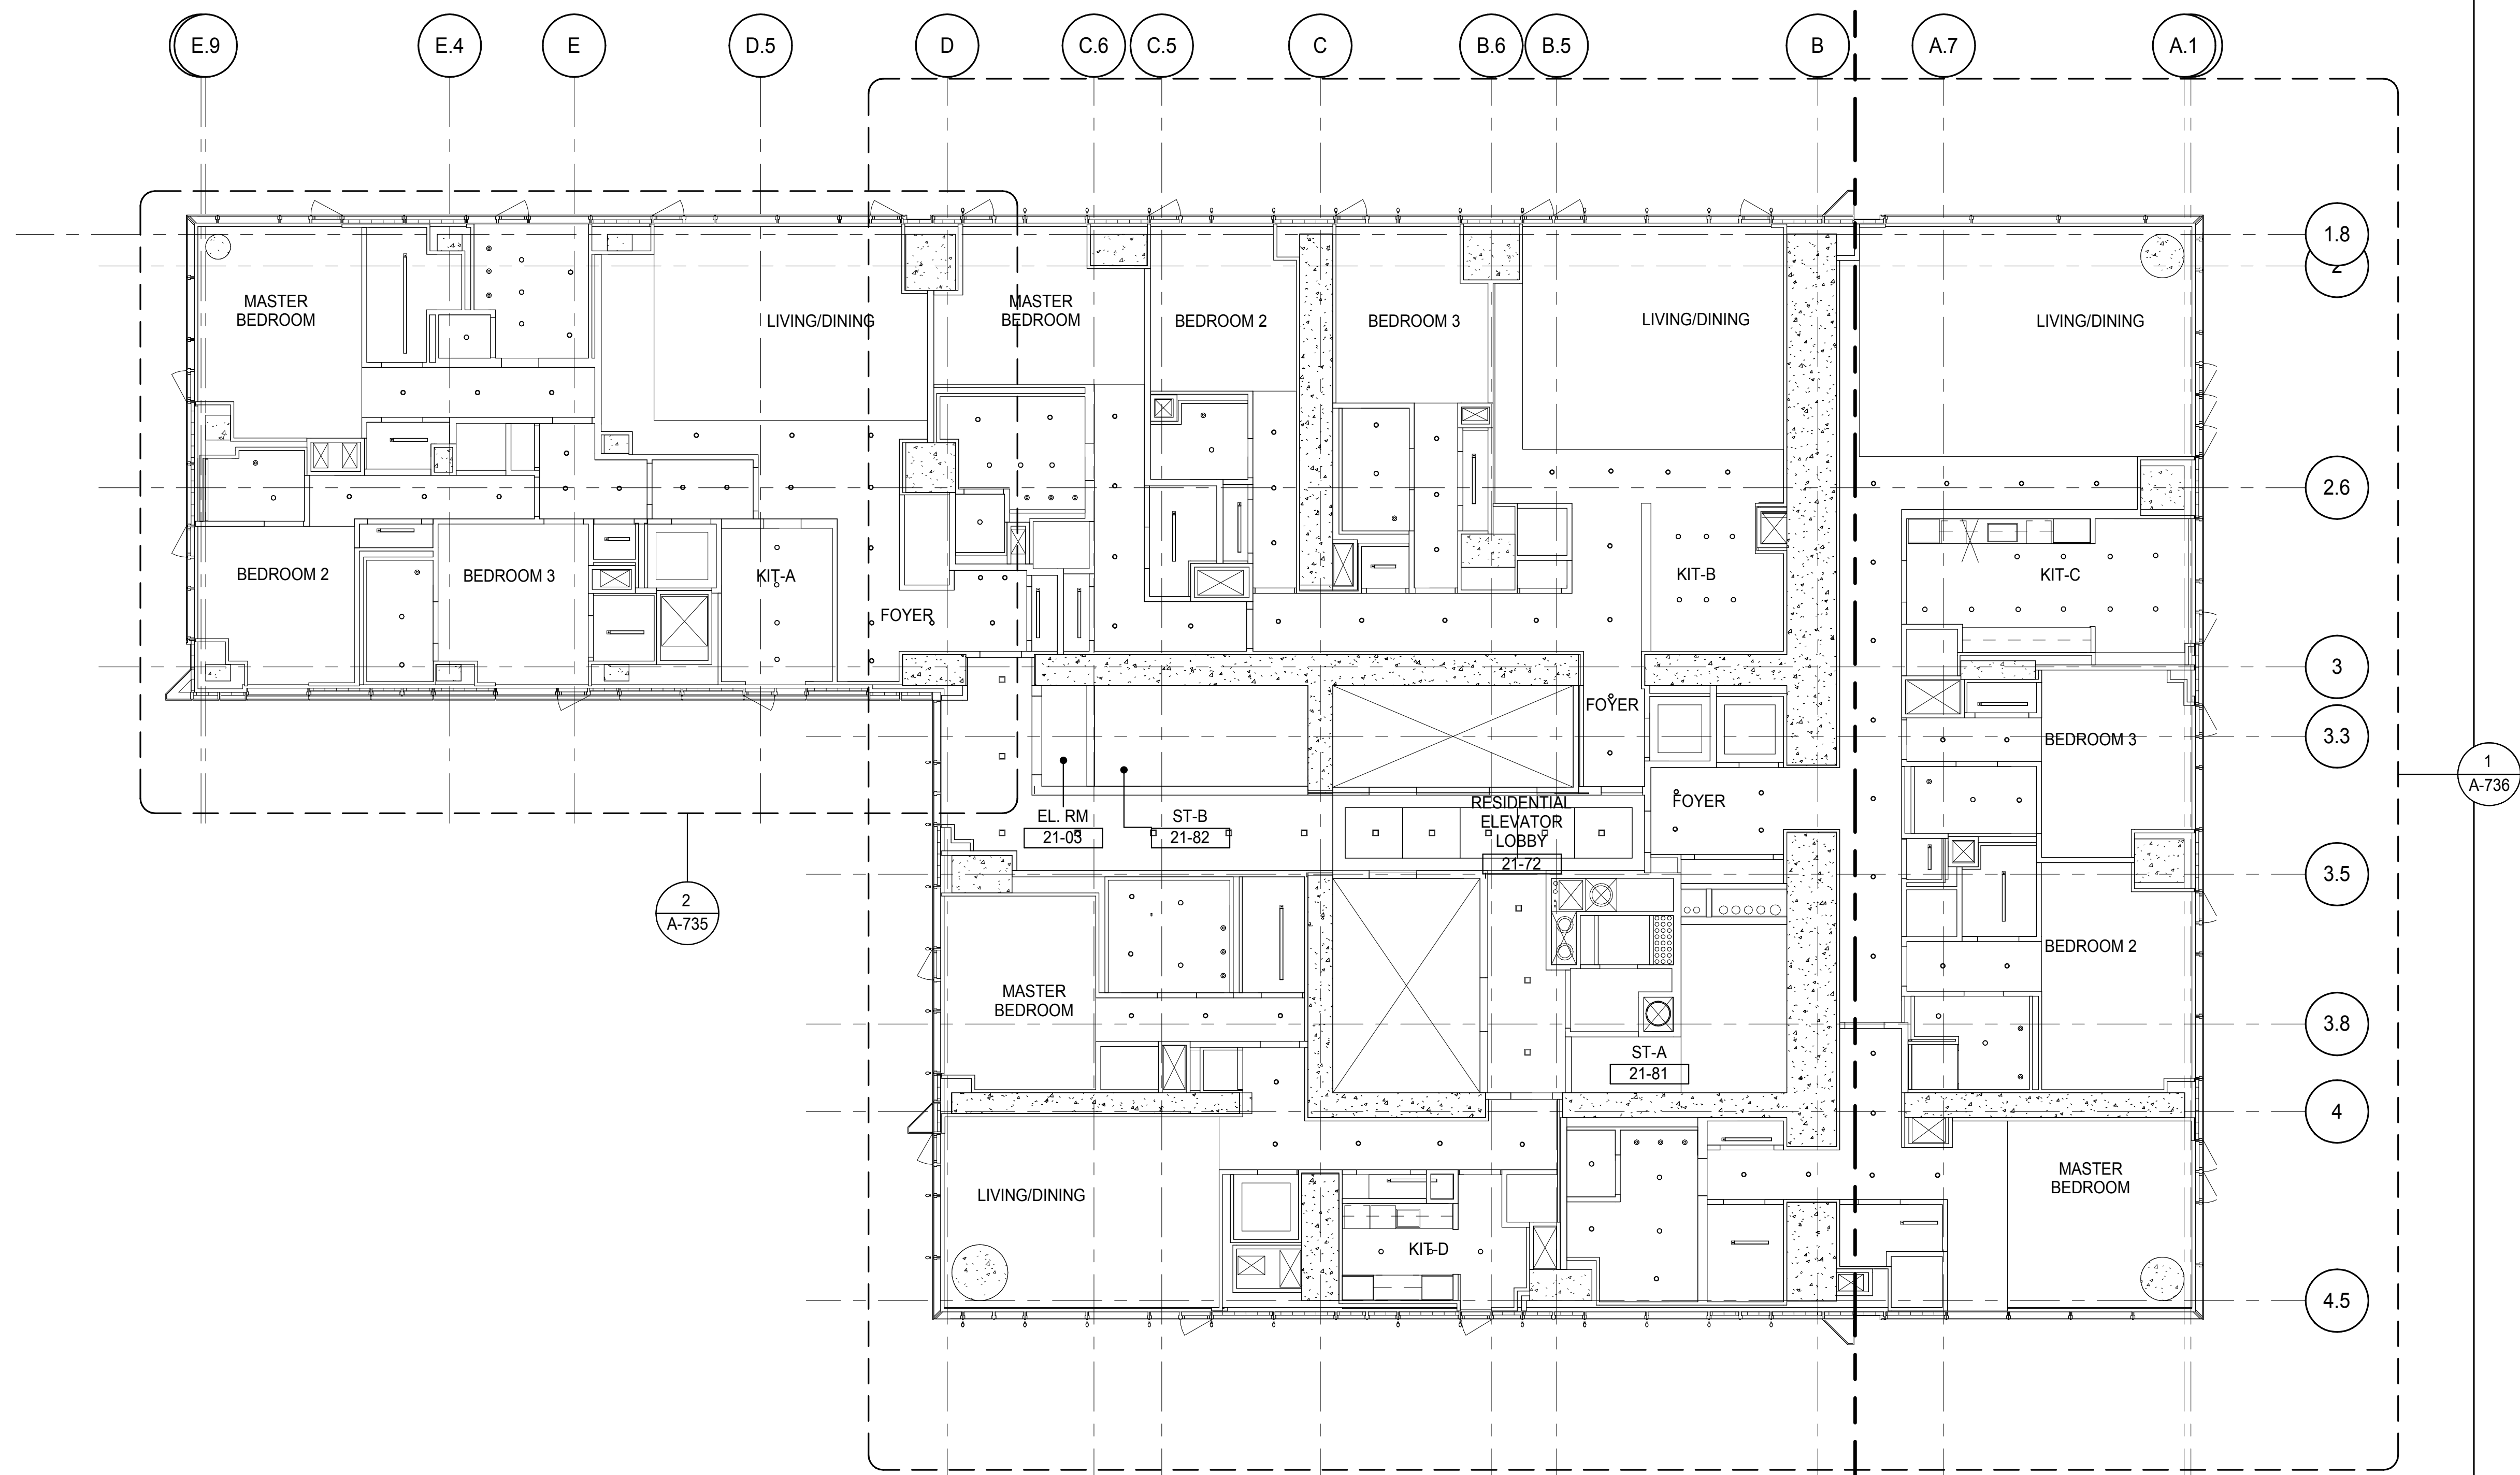 E.9
E.4
E
D.5
D
C.6
C.5
C
B.6
B.5
B
A.7
A.1
1.8
2
MASTER
BEDROOM
LIVING/DINING
MASTER
BEDROOM
BEDROOM 2
BEDROOM 3
LIVING/DINING
LIVING/DINING
2.6
BEDROOM 2
BEDROOM 3
KIT-A
FOYER
KIT-B
KIT-C
3
FOYER
BEDROOM 3
3.3
1
A-736
FOYER
EL. RM
21-03
ST-B
21-82
RESIDENTIAL
ELEVATOR
LOBBY
21-72
3.5
2
A-735
BEDROOM 2
MASTER
BEDROOM
3.8
ST-A
21-81
4
LIVING/DINING
MASTER
BEDROOM
KIT-D
4.5